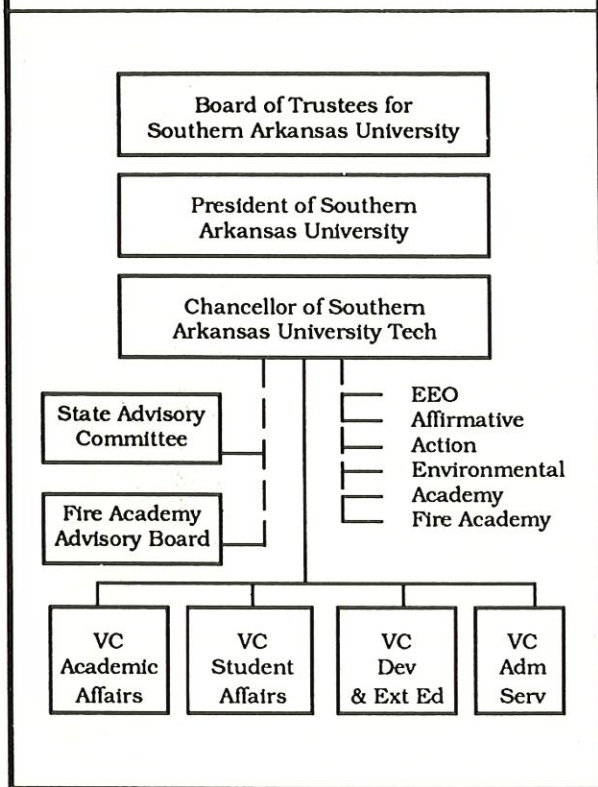 Board of Trustees for
Southern Arkansas University
President of Southern
Arkansas University
Chancellor of Southern
Arkansas University Tech
State Advisory
Committee
Fire Academy
Advisory Board
EEO
Affirmative
Action
Environmental
Academy
Fire Academy
VC
Academic
Affairs
VC
Student
Affairs
VC
Dev
& Ext Ed
VC
Adm
Serv